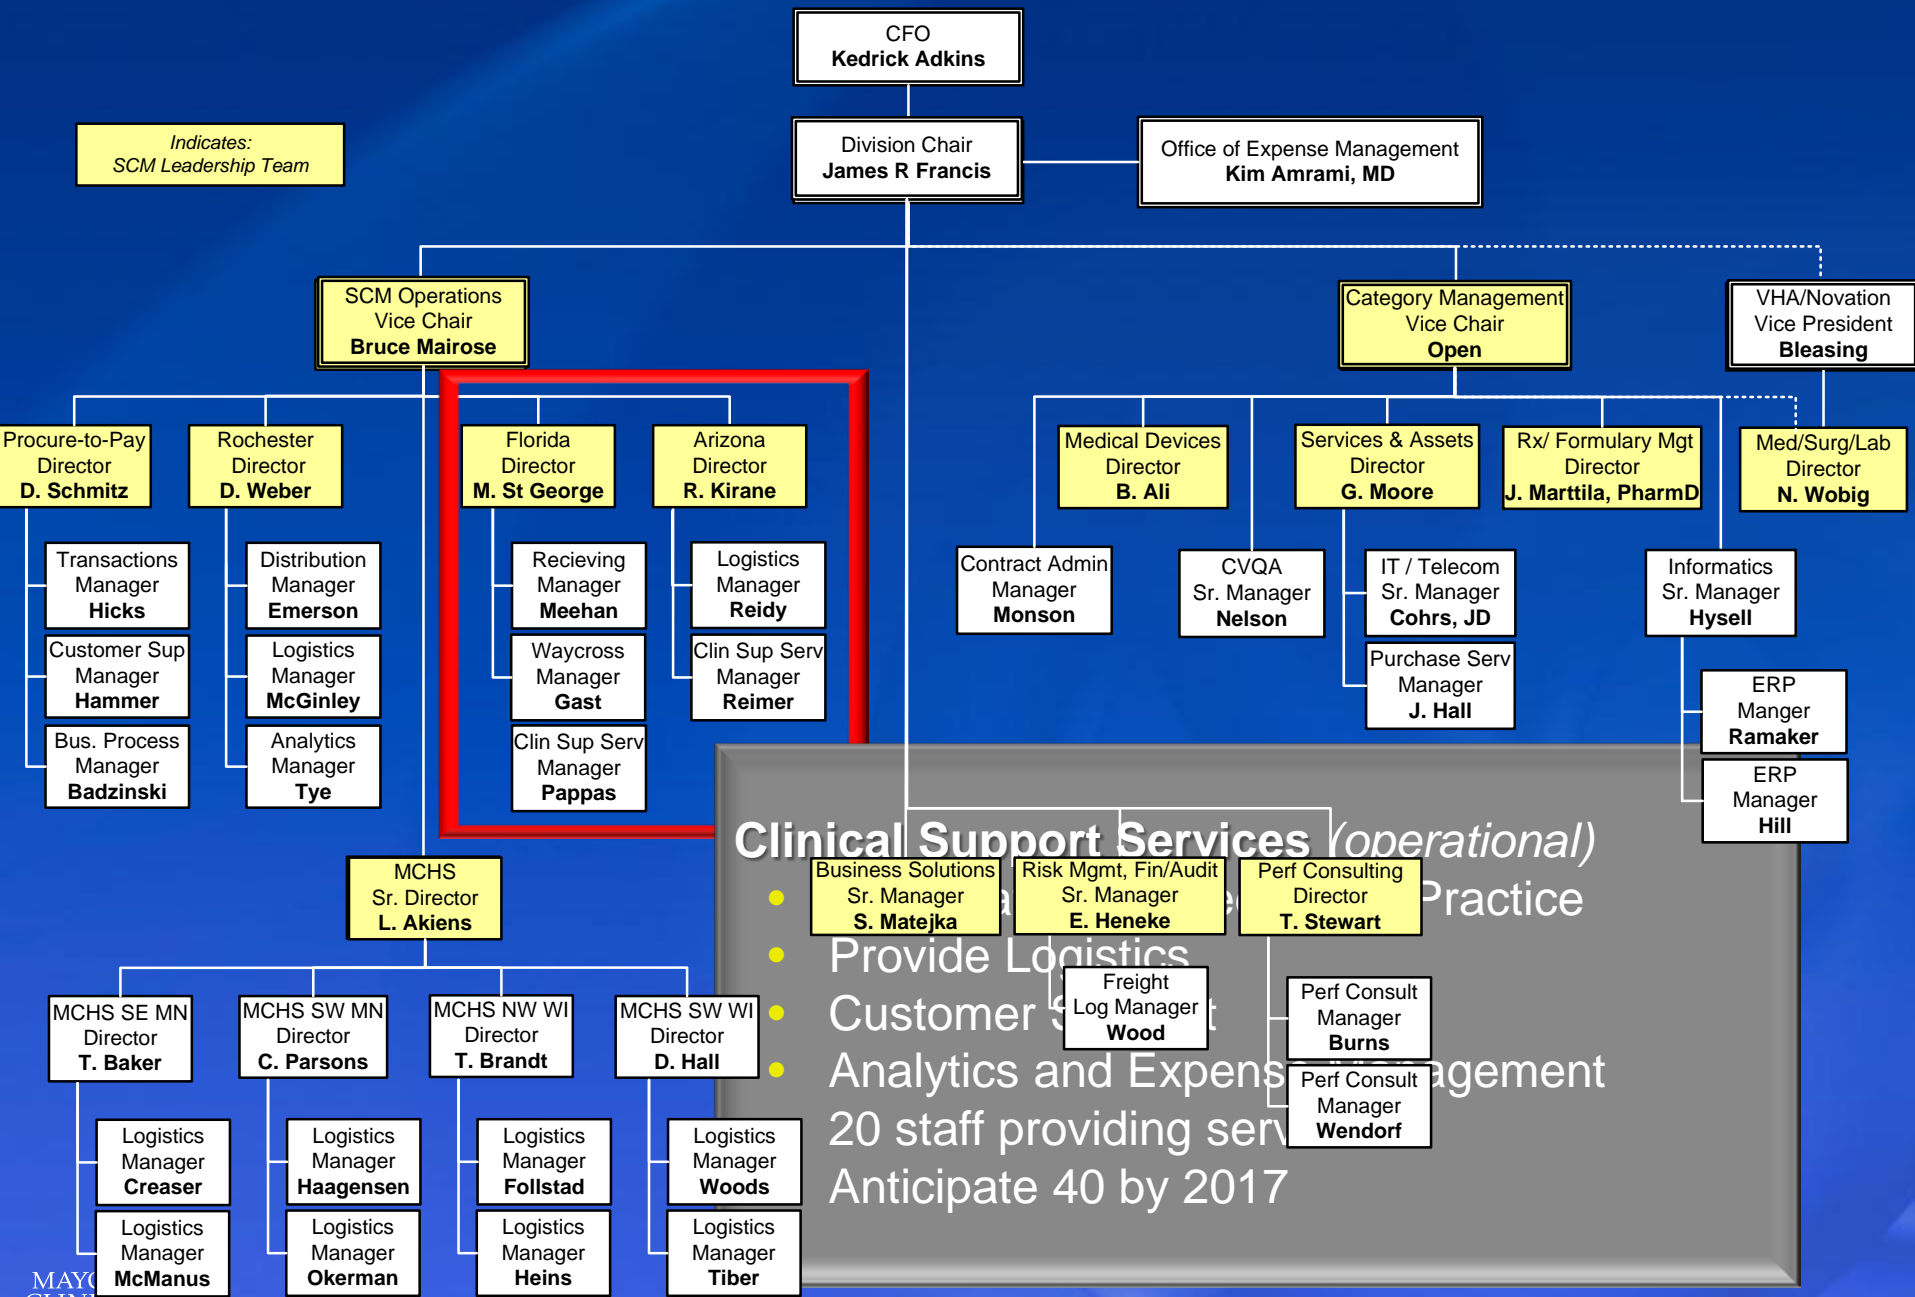 CFO
Kedrick Adkins
Indicates:
SCM Leadership Team
Division Chair
James R Francis
Office of Expense Management
Kim Amrami, MD
SCM Operations
Vice Chair
Bruce Mairose
Category Management
Vice Chair
Open
VHA/Novation
Vice President
Bleasing
Procure-to-Pay
Director
D. Schmitz
Rochester
Director
D. Weber
Florida
Director
M. St George
Arizona
Director
R. Kirane
Medical Devices
Director
B. Ali
Services & Assets
Director
G. Moore
Rx/ Formulary Mgt
Director
J. Marttila, PharmD
Med/Surg/Lab
Director
N. Wobig
Transactions
Manager
Hicks
Distribution
Manager
Emerson
Recieving
Manager
Meehan
Logistics
Manager
Reidy
Contract Admin
Manager
Monson
CVQA
Sr. Manager
Nelson
IT / Telecom
Sr. Manager
Cohrs, JD
Informatics
Sr. Manager
Hysell
Customer Sup
Manager
Hammer
Logistics
Manager
McGinley
Waycross
Manager
Gast
Clin Sup Serv
Manager
Reimer
Purchase Serv
Manager
J. Hall
ERP
Manger
Ramaker
Bus. Process
Manager
Badzinski
Analytics
Manager
Tye
Clin Sup Serv
Manager
Pappas
ERP
Manager
Hill
Clinical Support Services (operational)
Practice
Provide Logistics
Customer
Analytics and Expense Management
20 staff providing
Anticipate 40 by 2017
MCHS
Sr. Director
L. Akiens
Business Solutions
Sr. Manager
S. Matejka
Risk Mgmt, Fin/Audit
Sr. Manager
E. Heneke
Perf Consulting
Director
T. Stewart
Freight
Log Manager
Wood
Perf Consult
Manager
Burns
Perf Consult
Manager
Wendorf
MCHS SE MN
Director
T. Baker
MCHS SW MN
Director
C. Parsons
MCHS NW WI
Director
T. Brandt
MCHS SW WI
Director
D. Hall
Logistics
Manager
Creaser
Logistics
Manager
Haagensen
Logistics
Manager
Follstad
Logistics
Manager
Woods
Logistics
Manager
McManus
Logistics
Manager
Okerman
Logistics
Manager
Heins
Logistics
Manager
Tiber